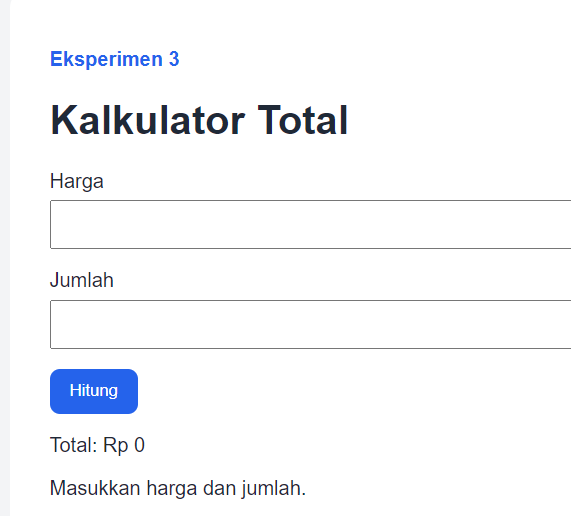 Eksperimen 3
Kalkulator Total
Harga
Jumlah
Hitung
Total: Rp 0
Masukkan harga dan jumlah.